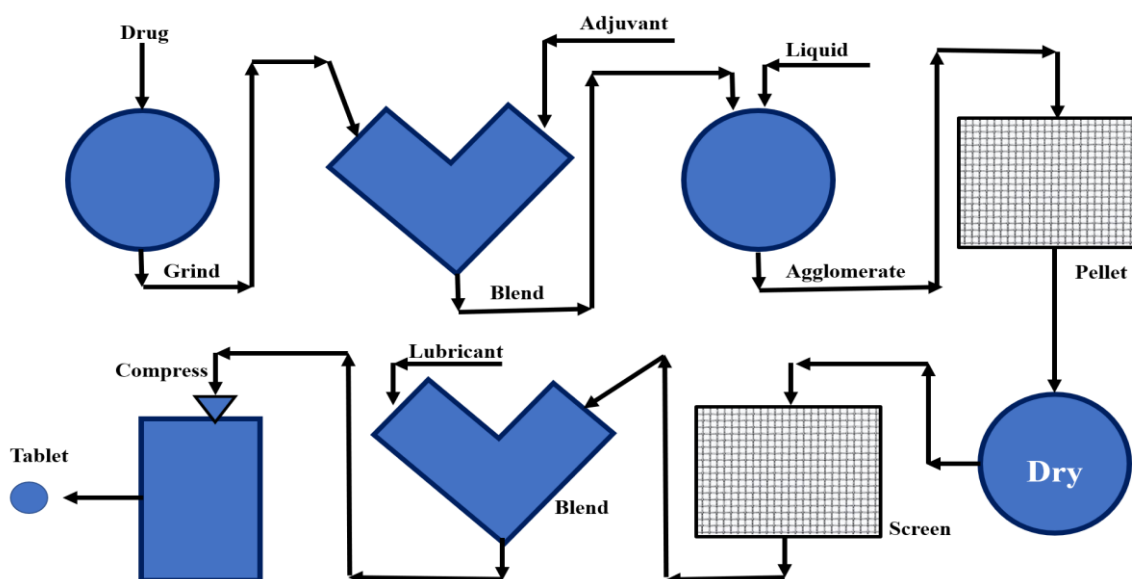 Drug
Adjuvant
Liquid
Grind
Blend
Agglomerate
Pellet
Compress
Lubricant
Tablet
Blend
Screen
Dry